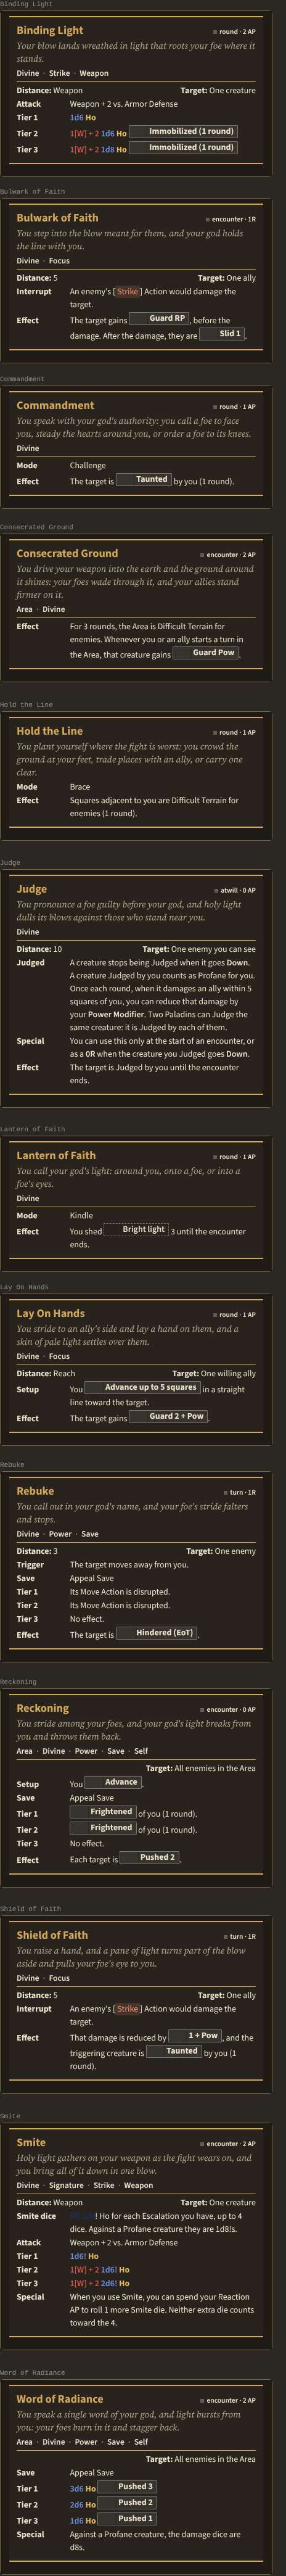 Binding Light
Binding Light
round · 2 AP
Your blow lands wreathed in light that roots your foe where it
stands.
Divine · Strike · Weapon
Distance: Weapon Target: One creature
Attack Weapon + 2 vs. Armor Defense
Tier 1 1d6 Ho
Tier 2 1[W] + 2 1d6 Ho Immobilized (1 round)
Tier 3 1[W] + 2 1d8 Ho Immobilized (1 round)
Bulwark of Faith
Bulwark of Faith
encounter · 1R
You step into the blow meant for them, and your god holds
the line with you.
Divine · Focus
Distance: 5 Target: One ally
Interrupt An enemy's [Strike] Action would damage the
target.
Effect The target gains Guard RP, before the
damage. After the damage, they are Slid 1.
Commandment
Commandment
round · 1 AP
You speak with your god's authority: you call a foe to face
you, steady the hearts around you, or order a foe to its knees.
Divine
Mode Challenge
Effect The target is Taunted by you (1 round).
Consecrated Ground
Consecrated Ground
encounter · 2 AP
You drive your weapon into the earth and the ground around
it shines; your foes wade through it, and your allies stand
firmer on it.
Area · Divine
Effect For 3 rounds, the Area is Difficult Terrain for
enemies. Whenever you or an ally starts a turn in
the Area, that creature gains Guard Pow.
Hold the Line
Hold the Line
round · 1 AP
You plant yourself where the fight is worst: you crowd the
ground at your feet, trade places with an ally, or carry one
clear.
Mode Brace
Effect Squares adjacent to you are Difficult Terrain for
enemies (1 round).
Judge
Judge
atwill · 0 AP
You pronounce a foe guilty before your god, and holy light
dulls its blows against those who stand near you.
Divine
Distance: 10 Target: One enemy you can see
Judged A creature stops being Judged when it goes Down.
A creature Judged by you counts as Profane for you.
Once each round, when it damages an ally within 5
squares of you, you can reduce that damage by
your Power Modifier. Two Paladins can Judge the
same creature: it is Judged by each of them.
Special You can use this only at the start of an encounter, or
as a 0R when the creature you Judged goes Down.
Effect The target is Judged by you until the encounter
ends.
Lantern of Faith
Lantern of Faith
round · 1 AP
You call your god's light: around you, onto a foe, or into a
foe's eyes.
Divine
Mode Kindle
Effect You shed Bright light 3 until the encounter
ends.
Lay On Hands
Lay On Hands
round · 1 AP
You stride to an ally's side and lay a hand on them, and a
skin of pale light settles over them.
Divine · Focus
Distance: Reach Target: One willing ally
Setup You Advance up to 5 squares in a straight
line toward the target.
Effect The target gains Guard 2 + Pow.
Rebuke
Rebuke
turn · 1R
You call out in your god's name, and your foe's stride falters
and stops.
Divine · Power · Save
Distance: 3 Target: One enemy
Trigger The target moves away from you.
Save Appeal Save
Tier 1 Its Move Action is disrupted.
Tier 2 Its Move Action is disrupted.
Tier 3 No effect.
Effect The target is Hindered (EoT).
Reckoning
Reckoning
encounter · 0 AP
You stride among your foes, and your god's light breaks from
you and throws them back.
Area · Divine · Power · Save · Self
Target: All enemies in the Area
Setup You Advance.
Save Appeal Save
Tier 1 Frightened of you (1 round).
Tier 2 Frightened of you (1 round).
Tier 3 No effect.
Effect Each target is Pushed 2.
Shield of Faith
Shield of Faith
turn · 1R
You raise a hand, and a pane of light turns part of the blow
aside and pulls your foe's eye to you.
Divine · Focus
Distance: 5 Target: One ally
Interrupt An enemy's [Strike] Action would damage the
target.
Effect That damage is reduced by 1 + Pow, and the
triggering creature is Taunted by you (1
round).
Smite
Smite
encounter · 2 AP
Holy light gathers on your weapon as the fight wears on, and
you bring all of it down in one blow.
Divine · Signature · Strike · Weapon
Distance: Weapon Target: One creature
Smite dice ! Ho for each Escalation you have, up to 4
dice. Against a Profane creature they are 1d8!s.
Attack Weapon + 2 vs. Armor Defense
Tier 1 1d6! Ho
Tier 2 1[W] + 2 1d6! Ho
Tier 3 1[W] + 2 2d6! Ho
Special When you use Smite, you can spend your Reaction
AP to roll 1 more Smite die. Neither extra die counts
toward the 4.
Word of Radiance
Word of Radiance
encounter · 2 AP
You speak a single word of your god, and light bursts from
you: your foes burn in it and stagger back.
Area · Divine · Power · Save · Self
Target: All enemies in the Area
Save Appeal Save
Tier 1 3d6 Ho Pushed 3
Tier 2 2d6 Ho Pushed 2
Tier 3 1d6 Ho Pushed 1
Special Against a Profane creature, the damage dice are
d8s.